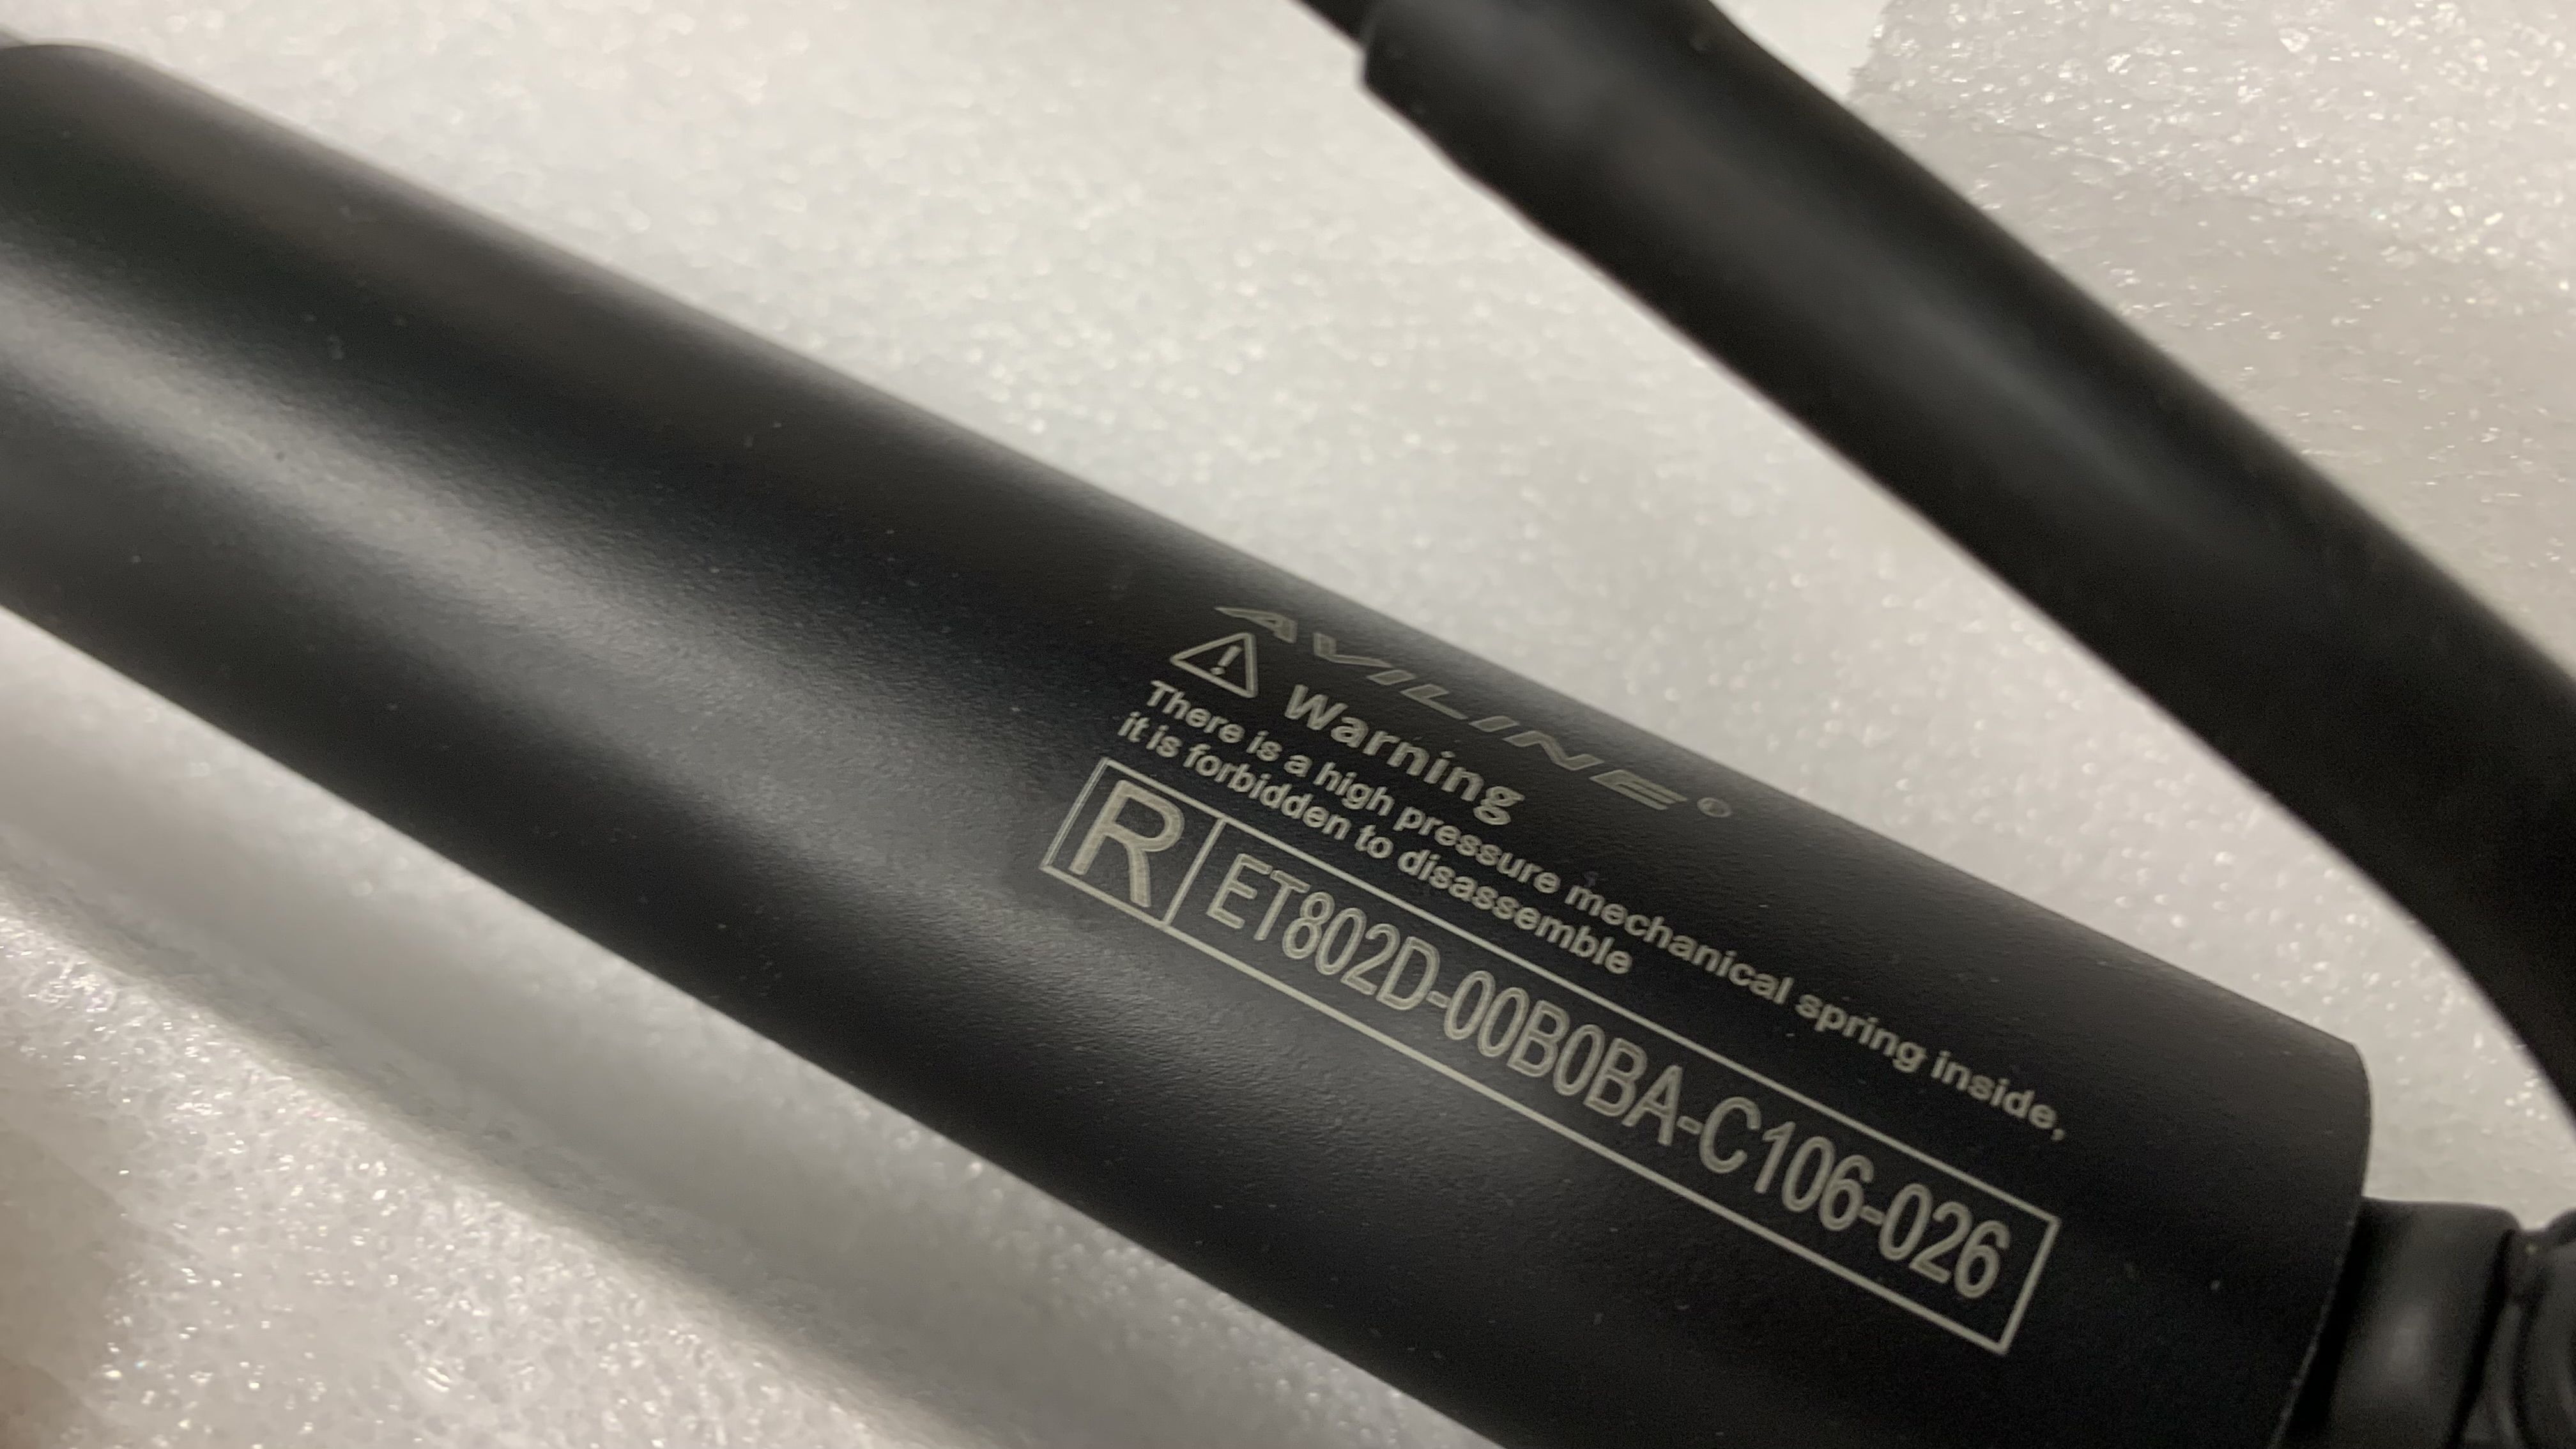 AVILINE®
Warning
There is a high pressure mechanical spring inside,
it is forbidden to disassemble
R ET802D-00B0BA-C106-026